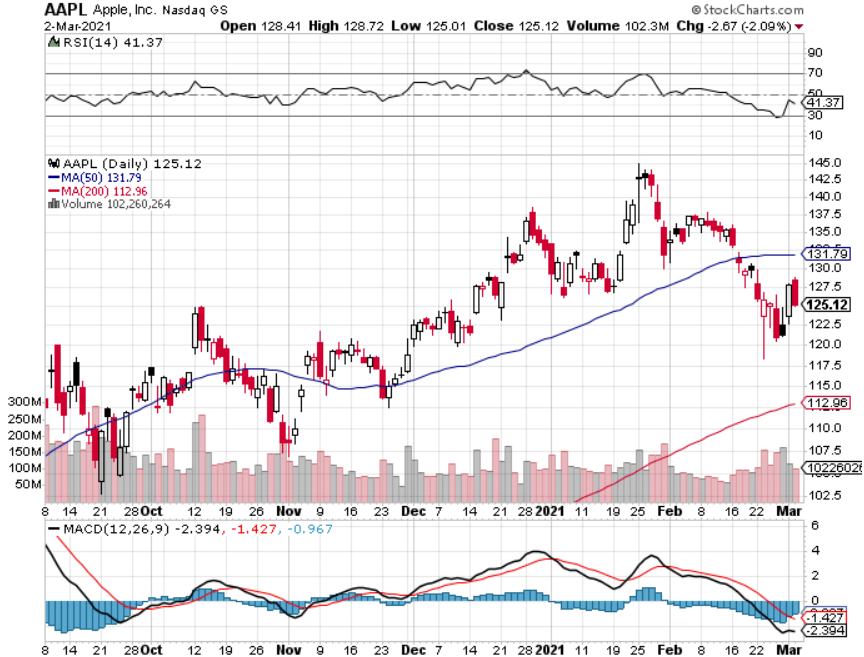 AAPL Apple, Inc. Nasdaq GS © StockCharts.com
2-Mar-2021 Open 128.41 High 128.72 Low 125.01 Close 125.12 Volume 102.3M Chg -2.67 (-2.09%)
RSI(14) 41.37
90
70
50
41.37
30
10
AAPL (Daily) 125.12
MA(50) 131.79
MA(200) 112.96
Volume 102,260,264
145.0
142.5
140.0
137.5
135.0
131.79
130.0
127.5
125.12
122.5
120.0
117.5
115.0
300M 112.96
250M 110.0
200M
150M 107.5
100M 10226026
50M
102.5
8 14 21 28 Oct 12 19 26 Nov 9 16 23 Dec 7 14 21 28 2021 11 19 25 Feb 8 16 22 Mar
MACD(12,26,9) -2.394, -1.427, -0.967
6
4
2
0
-1.427
-2.394
8 14 21 28 Oct 12 19 26 Nov 9 16 23 Dec 7 14 21 28 2021 11 19 25 Feb 8 16 22 Mar